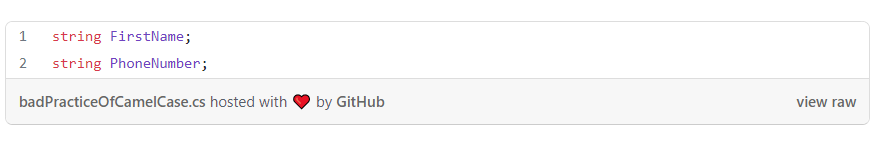 1 string FirstName;
2 string PhoneNumber;
badPracticeOfCamelCase.cs hosted with ❤ by GitHub view raw